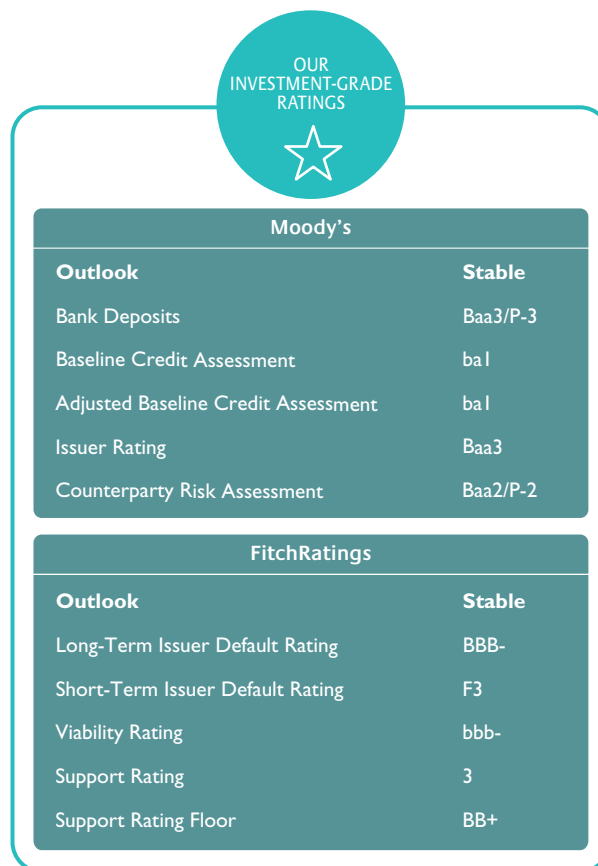 OUR
INVESTMENT-GRADE
RATINGS
Moody's
Outlook Stable
Bank Deposits Baa3/P-3
Baseline Credit Assessment ba1
Adjusted Baseline Credit Assessment ba1
Issuer Rating Baa3
Counterparty Risk Assessment Baa2/P-2
FitchRatings
Outlook Stable
Long-Term Issuer Default Rating BBB-
Short-Term Issuer Default Rating F3
Viability Rating bbb-
Support Rating 3
Support Rating Floor BB+